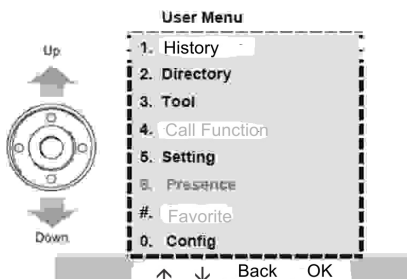 User Menu
Up
1. History
2. Directory
3. Tool
4. Call Function
5. Setting
6. Presence
#. Favorite
Down
0. Config
↑ ↓ Back OK